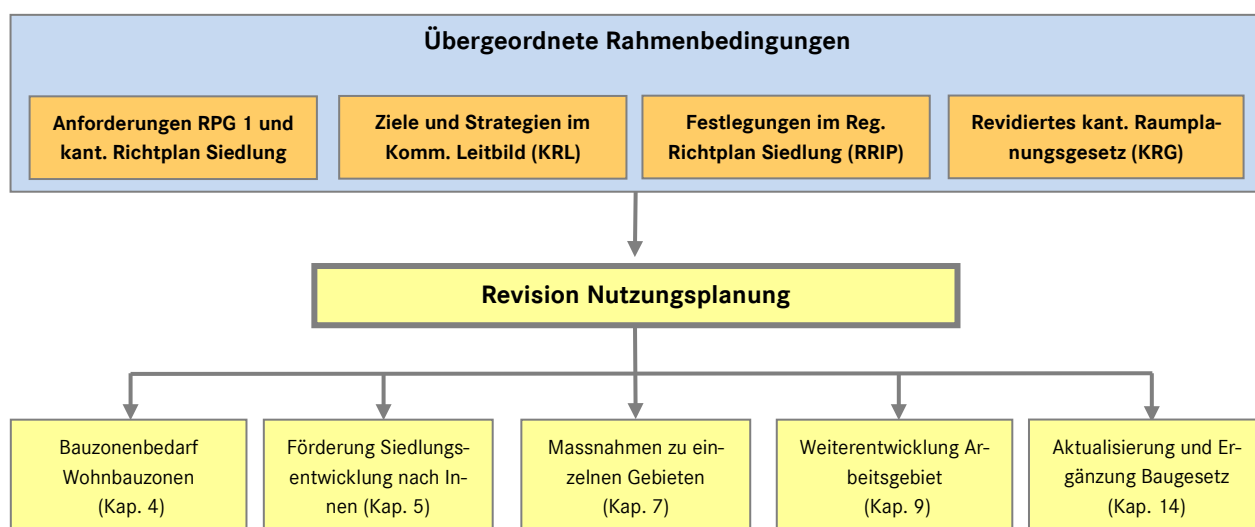 Übergeordnete Rahmenbedingungen
Anforderungen RPG 1 und
kant. Richtplan Siedlung
Ziele und Strategien im
Komm. Leitbild (KRL)
Festlegungen im Reg.
Richtplan Siedlung (RRIP)
Revidiertes kant. Raumpla-
nungsgesetz (KRG)
Revision Nutzungsplanung
Bauzonenbedarf
Wohnbauzonen
(Kap. 4)
Förderung Siedlungs-
entwicklung nach In-
nen (Kap. 5)
Massnahmen zu ein-
zelnen Gebieten
(Kap. 7)
Weiterentwicklung Ar-
beitsgebiet
(Kap. 9)
Aktualisierung und Er-
gänzung Baugesetz
(Kap. 14)